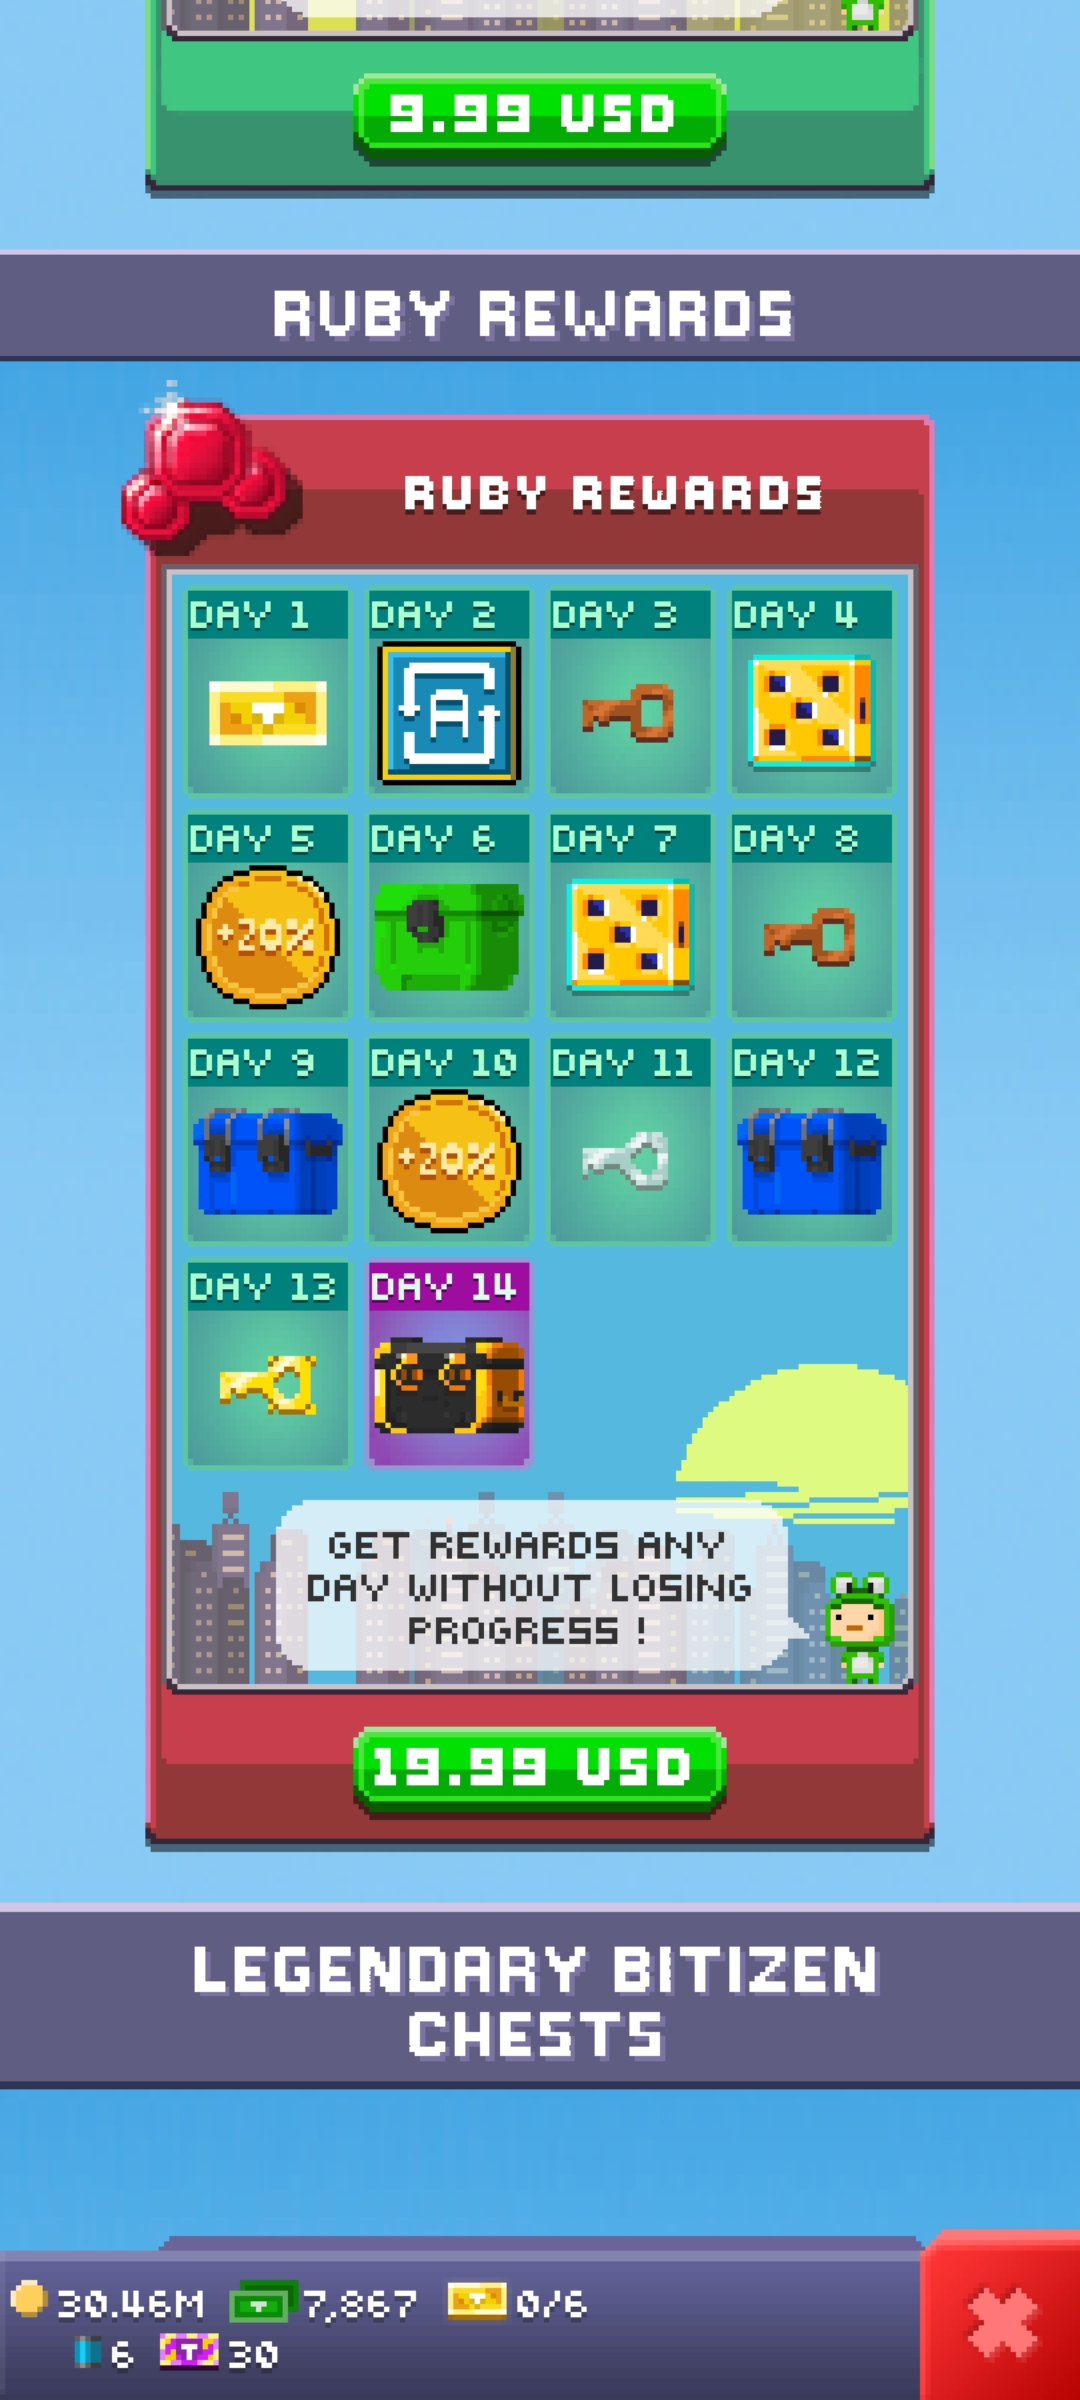 9.99 USD
RUBY REWARDS
RUBY REWARDS
DAY 1
DAY 2
DAY 3
DAY 4
A
DAY 5
DAY 6
DAY 7
DAY 8
+20%
DAY 9
DAY 10
DAY 11
DAY 12
+20%
DAY 13
DAY 14
GET REWARDS ANY
DAY WITHOUT LOSING
PROGRESS !
19.99 USD
LEGENDARY BITIZEN
CHESTS
30.46M 7,867 0/6
6 T 30